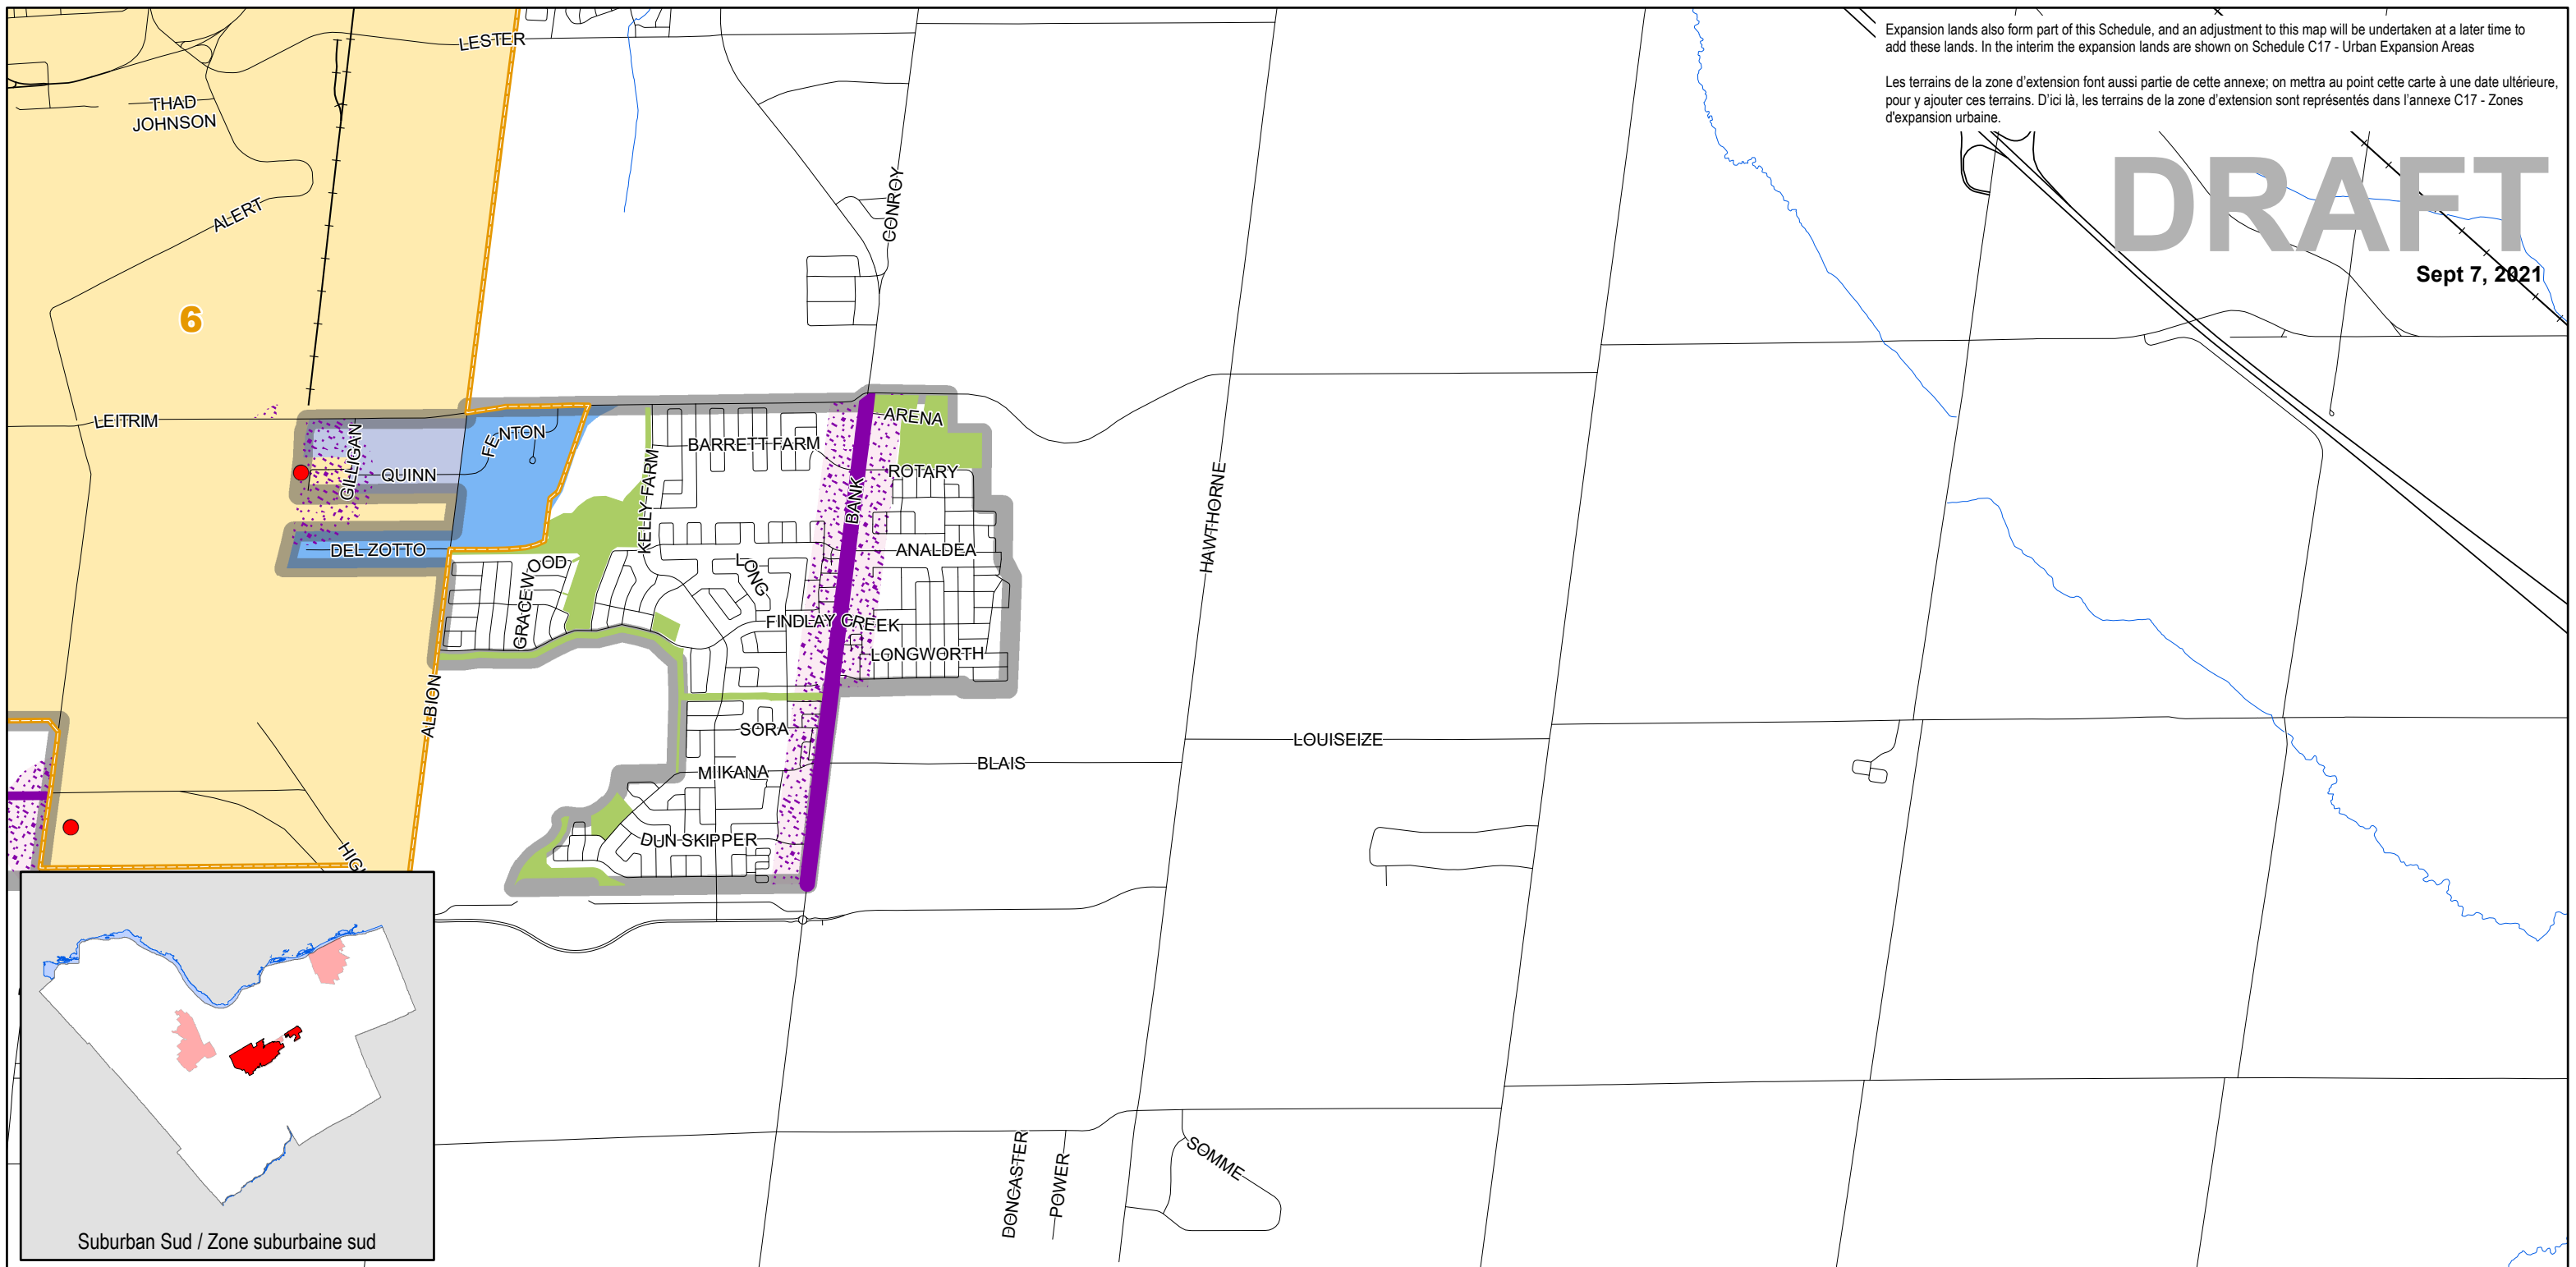 Expansion lands also form part of this Schedule, and an adjustment to this map will be undertaken at a later time to
add these lands. In the interim the expansion lands are shown on Schedule C17 - Urban Expansion Areas
Les terrains de la zone d'extension font aussi partie de cette annexe; on mettra au point cette carte à une date ultérieure,
pour y ajouter ces terrains. D'ici là, les terrains de la zone d'extension sont représentés dans l'annexe C17 - Zones
d'expansion urbaine.
DRAFT
Sept 7, 2021
LESTER
THAD
JOHNSON
ALERT
CONROY
6
LEITRIM
GILLIGAN
QUINN
FENTON
DEL ZOTTO
BARRETT FARM
KELLY FARM
ARENA
ROTARY
BANK
ANALDEA
HAWTHORNE
GRACEWOOD
LONG
FINDLAY CREEK
LONGWORTH
ALBION
SORA
MIIKANA
BLAIS
LOUISEIZE
DUN SKIPPER
DONCASTER
POWER
SOMME
Suburban Sud / Zone suburbaine sud